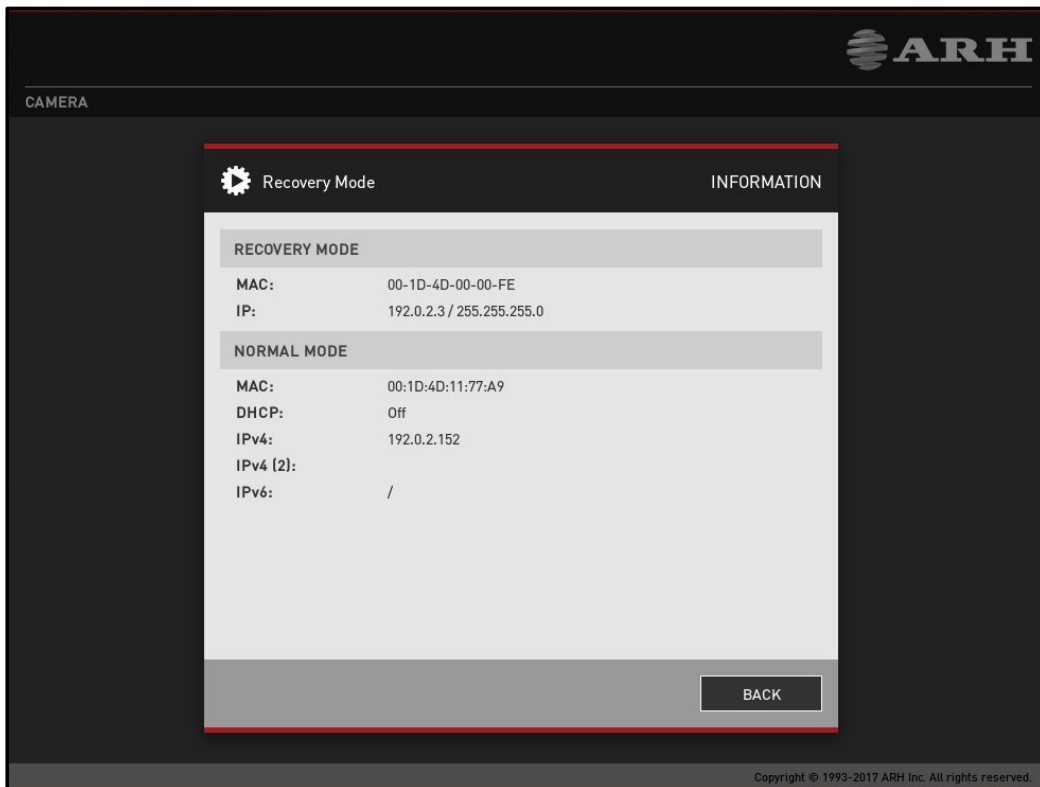 ARH
CAMERA
Recovery Mode INFORMATION
RECOVERY MODE
MAC: 00-1D-4D-00-00-FE
IP: 192.0.2.3 / 255.255.255.0
NORMAL MODE
MAC: 00:1D:4D:11:77:A9
DHCP: Off
IPv4: 192.0.2.152
IPv4 (2):
IPv6: /
BACK
Copyright © 1993-2017 ARH Inc. All rights reserved.